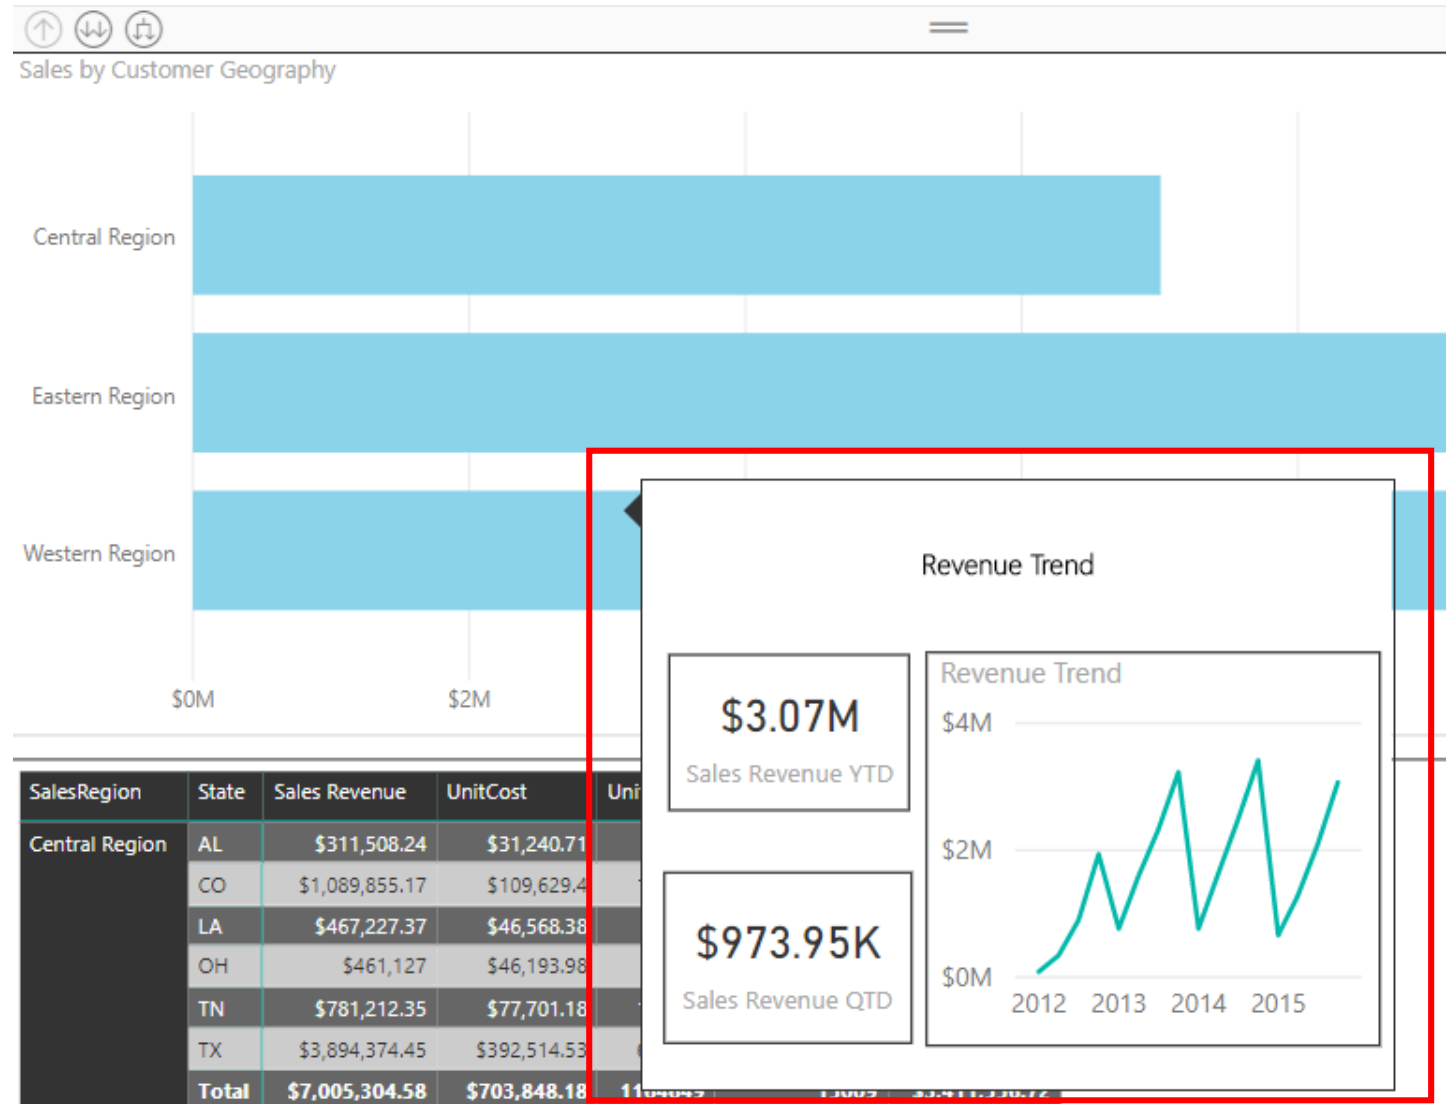 Sales by Customer Geography
Central Region
Eastern Region
Western Region
$0M $2M
Revenue Trend
$3.07M
Sales Revenue YTD
$973.95K
Sales Revenue QTD
Revenue Trend
$4M
$2M
$0M
2012 2013 2014 2015
SalesRegion State Sales Revenue UnitCost
Central Region AL $311,508.24 $31,240.71
CO $1,089,855.17 $109,629.4
LA $467,227.37 $46,568.38
OH $461,127 $46,193.98
TN $781,212.35 $77,701.18
TX $3,894,374.45 $392,514.53
Total $7,005,304.58 $703,848.18